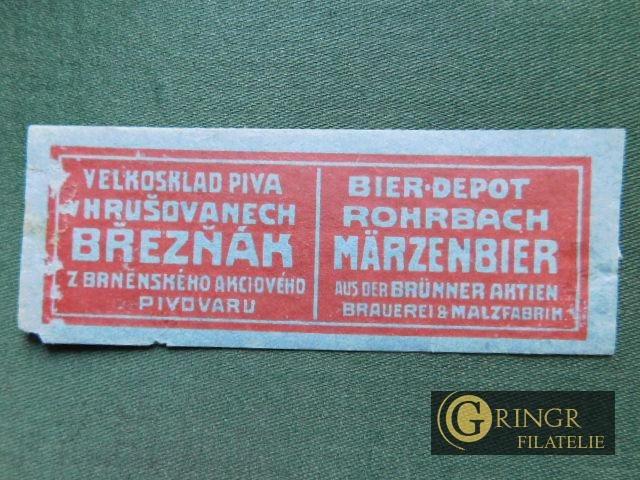 VELKOSKLAD PIVA
V HRUŠOVANECH
BŘEZŇÁK
Z BRNĚNSKÉHO AKCIOVÉHO
PIVOVARU
BIER-DEPOT
ROHRBACH
MÄRZENBIER
AUS DER BRÜNNER AKTIEN
BRAUEREI & MALZFABRIK.
GRINGR
FILATELIE